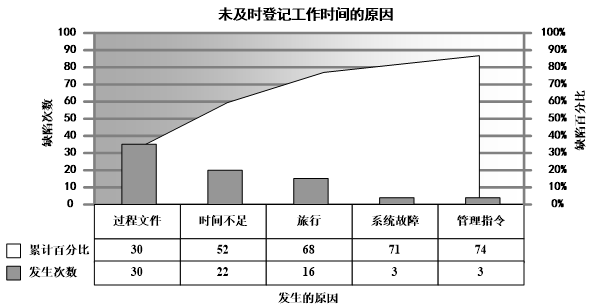 未及时登记工作时间的原因
100 100%
90 90%
80 80%
70 70%
60 60%
50 50%
40 40%
30 30%
20 20%
10 10%
0 0%
缺陷次数
缺陷百分比
过程文件 时间不足 旅行 系统故障 管理指令
累计百分比 30 52 68 71 74
发生次数 30 22 16 3 3
发生的原因